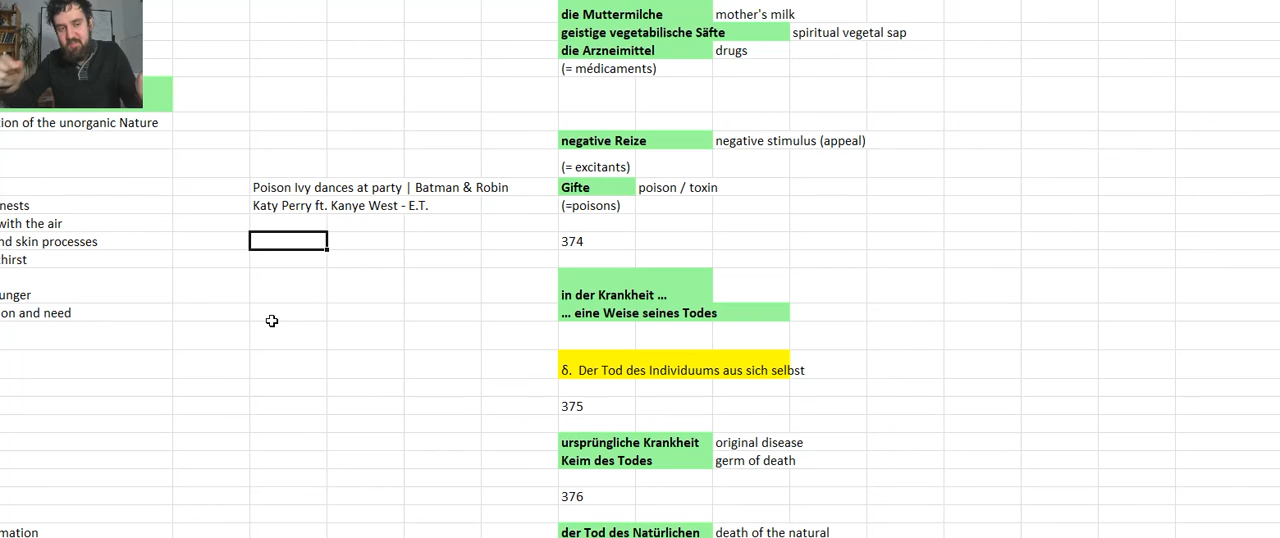 die Muttermilche mother's milk
geistige vegetabilische Säfte spiritual vegetal sap
die Arzneimittel drugs
(= médicaments)
tion of the unorganic Nature
negative Reize negative stimulus (appeal)
(= excitants)
Poison Ivy dances at party | Batman & Robin Gifte poison / toxin
nests Katy Perry ft. Kanye West - E.T. (=poisons)
with the air
nd skin processes 374
thirst
unger in der Krankheit ...
on and need ... eine Weise seines Todes
δ. Der Tod des Individuums aus sich selbst
375
ursprüngliche Krankheit original disease
Keim des Todes germ of death
376
mation der Tod des Natürlichen death of the natural